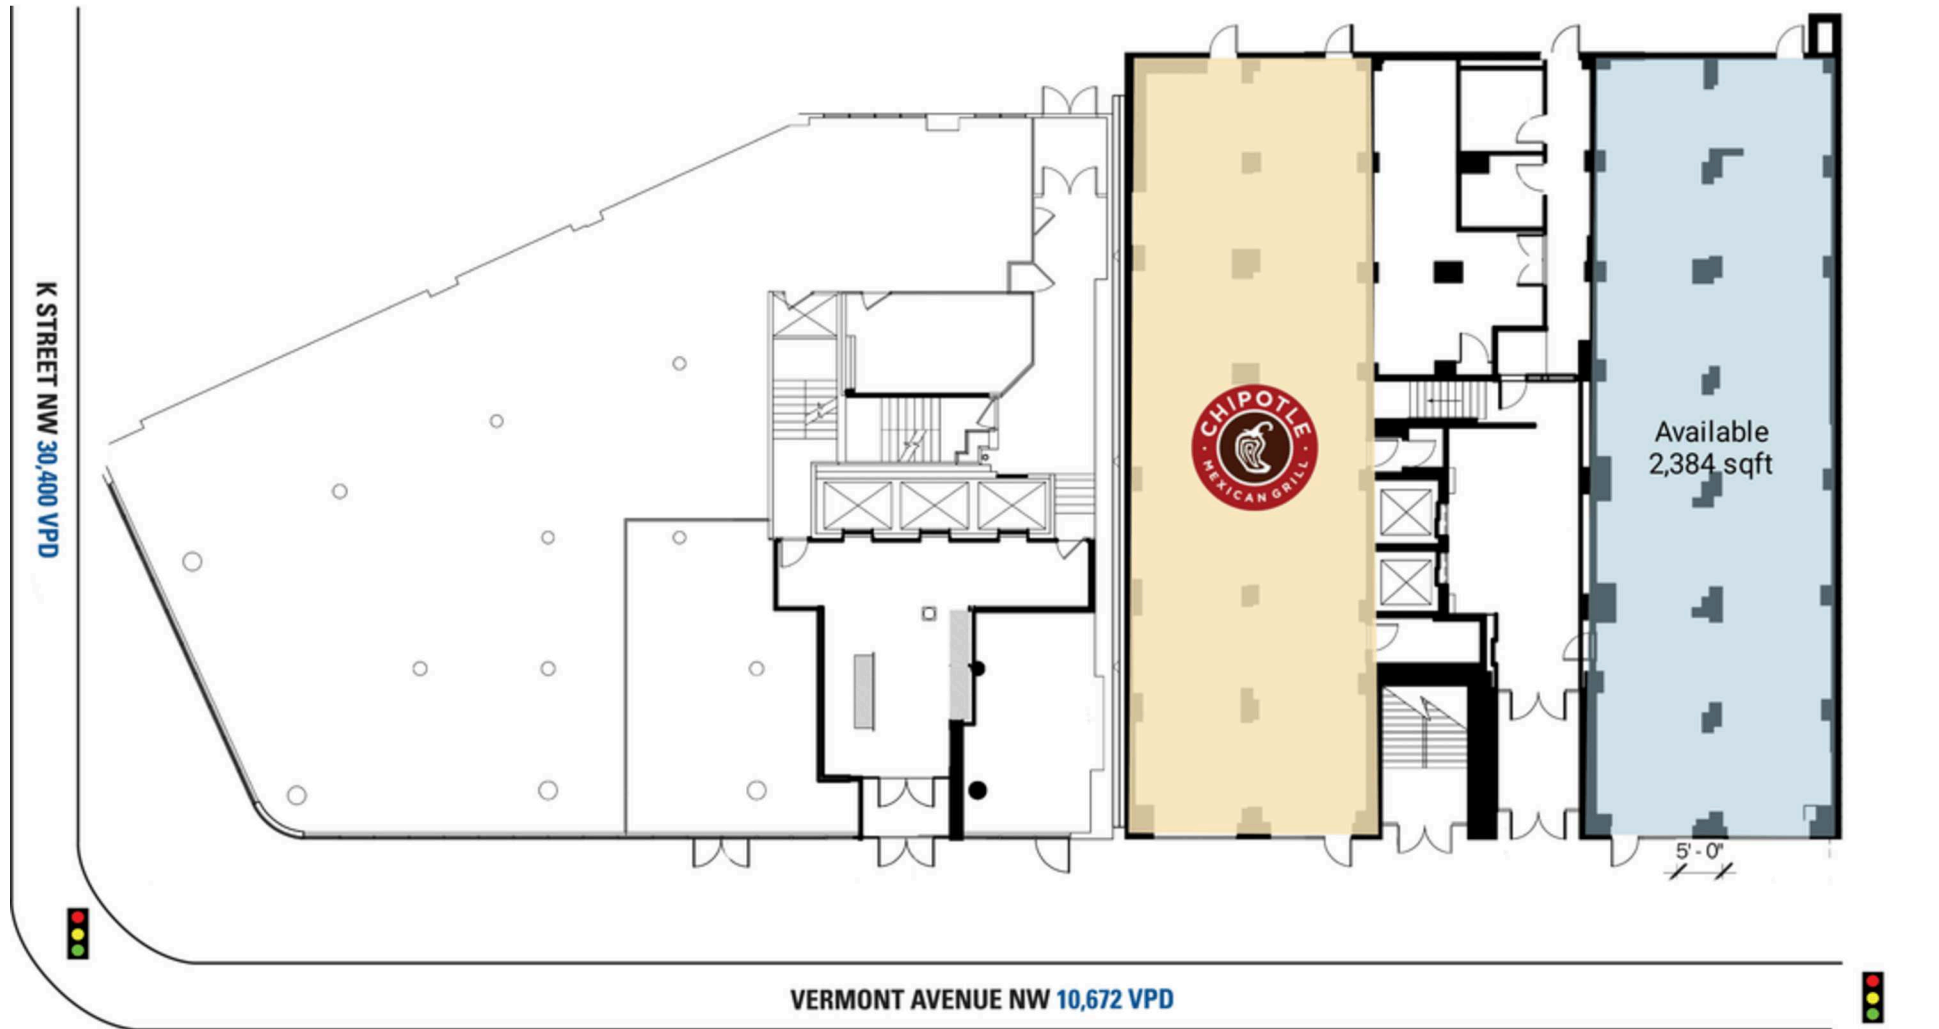 K STREET NW 30,400 VPD
CHIPOTLE
MEXICAN GRILL
Available
2,384 sqft
5' - 0"
VERMONT AVENUE NW 10,672 VPD